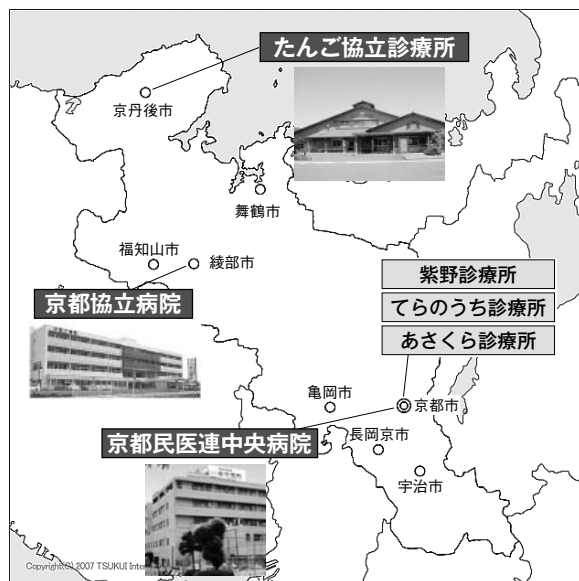 たんご協立診療所
京丹後市
舞鶴市
福知山市
綾部市
紫野診療所
てらのうち診療所
あさくら診療所
京都協立病院
亀岡市
京都市
京都民医連中央病院
長岡京市
宇治市
Copyright(C) 2007 TSUKUI